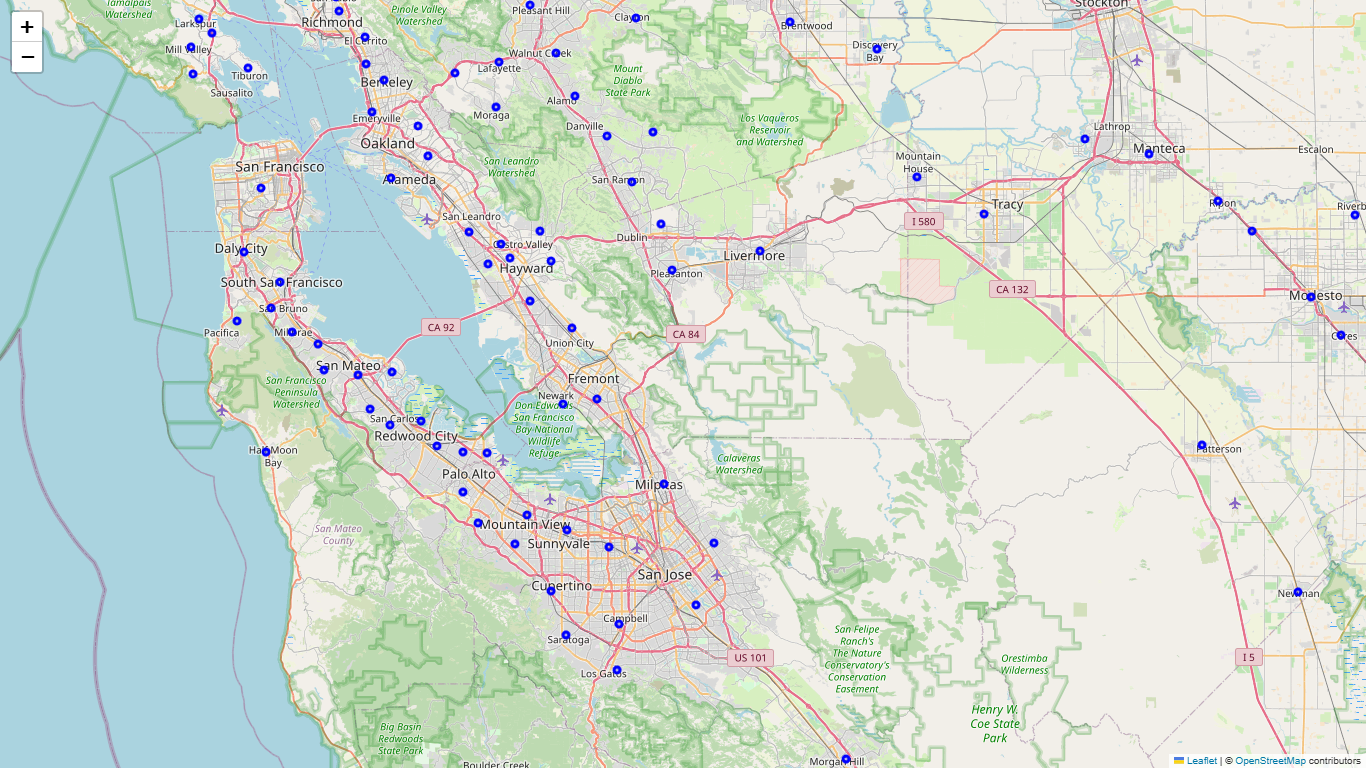 +
−
Tamalpais
Watershed
Larkspur
Mill Valley
Tiburon
Sausalito
Richmond
El Cerrito
Pinole Valley
Watershed
Berkeley
Emeryville
Oakland
Alameda
Pleasant Hill
Clayton
Walnut Creek
Lafayette
Moraga
Alamo
Mount
Diablo
State Park
Danville
San Leandro
Watershed
San Ramon
Brentwood
Discovery
Bay
Los Vaqueros
Reservoir
and Watershed
Stockton
Lathrop
Manteca
Escalon
Mountain
House
Tracy
Ripon
Riverb
San Francisco
Daly City
South San Francisco
San Bruno
Pacifica
Millbrae
San Leandro
Castro Valley
Hayward
Dublin
Pleasanton
Livermore
I 580
CA 132
CA 92
CA 84
Modesto
Ceres
Union City
San Mateo
San Francisco
Peninsula
Watershed
Fremont
Newark
Don Edwards
San Francisco
Bay National
Wildlife
Refuge
San Carlos
Redwood City
Half Moon
Bay
Palo Alto
Calaveras
Watershed
Milpitas
Patterson
San Mateo
County
Mountain View
Sunnyvale
San Jose
Cupertino
Campbell
Saratoga
Los Gatos
US 101
San Felipe
Ranch's
The Nature
Conservancy's
Conservation
Easement
Orestimba
Wilderness
Henry W.
Coe State
Park
Newman
I 5
Big Basin
Redwoods
State Park
Boulder Creek
Morgan Hill
Leaflet | © OpenStreetMap contributors